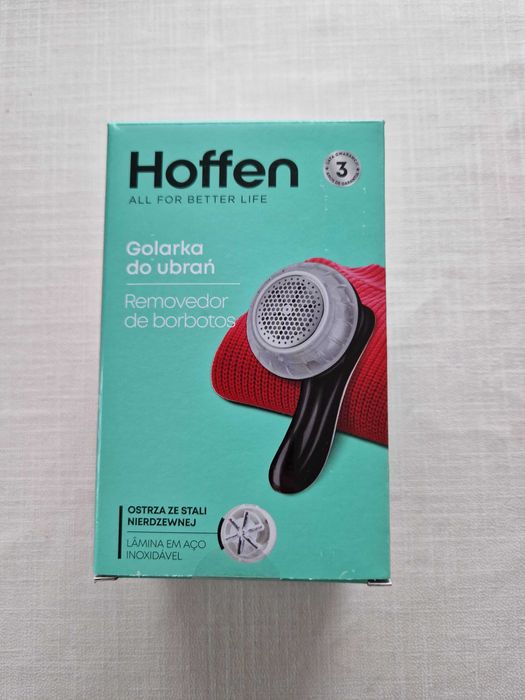 Hoffen
ALL FOR BETTER LIFE
3
Golarka
do ubrań
Removedor
de borbotos
OSTRZA ZE STALI
NIERDZEWNEJ
LÂMINA EM AÇO
INOXIDÁVEL